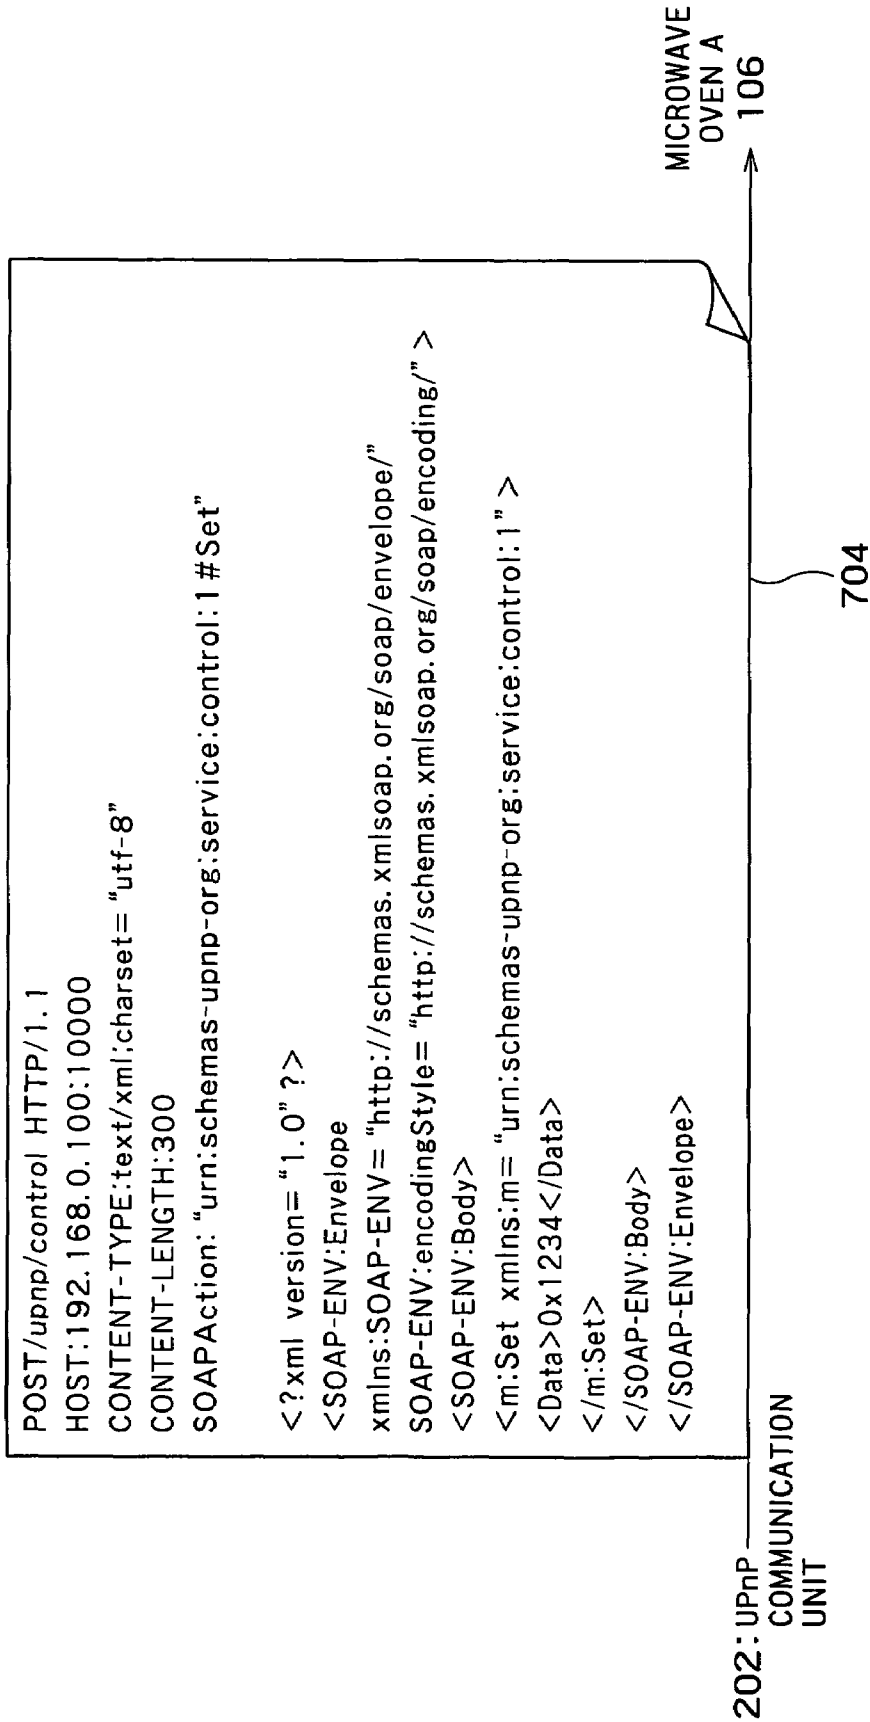 POST/upnp/control HTTP/1.1
HOST:192.168.0.100:10000
CONTENT-TYPE:text/xml;charset="utf-8"
CONTENT-LENGTH:300
SOAPAction: "urn:schemas-upnp-org:service:control:1#Set"
<?xml version="1.0"?>
<SOAP-ENV:Envelope
xmlns:SOAP-ENV="http://schemas.xmlsoap.org/soap/envelope/"
SOAP-ENV:encodingStyle="http://schemas.xmlsoap.org/soap/encoding/">
<SOAP-ENV:Body>
<m:Set xmlns:m="urn:schemas-upnp-org:service:control:1">
<Data>0x1234</Data>
</m:Set>
</SOAP-ENV:Body>
</SOAP-ENV:Envelope>
202:UPnP
COMMUNICATION
UNIT
MICROWAVE
OVEN A
106
704